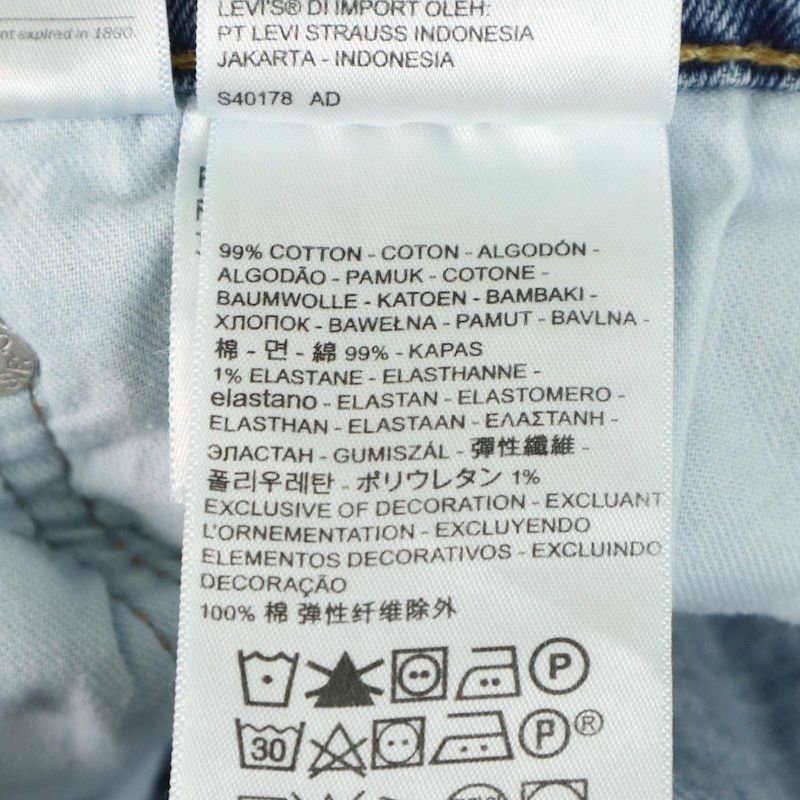 nt expired in 1890.
LEVI'S® DI IMPORT OLEH:
PT LEVI STRAUSS INDONESIA
JAKARTA - INDONESIA
S40178 AD
99% COTTON - COTON - ALGODÓN -
ALGODÃO - PAMUK - COTONE -
BAUMWOLLE - KATOEN - BAMBAKI -
ХЛОПОК - BAWEŁNA - PAMUT - BAVLNA -
棉 - 면 - 綿 99% - KAPAS
1% ELASTANE - ELASTHANNE -
elastano - ELASTAN - ELASTOMERO -
ELASTHAN - ELASTAAN - ΕΛΑΣΤΑΝΗ -
ЭЛАСТАН - GUMISZÁL - 彈性纖維 -
폴리우레탄 - ポリウレタン 1%
EXCLUSIVE OF DECORATION - EXCLUANT
L'ORNEMENTATION - EXCLUYENDO
ELEMENTOS DECORATIVOS - EXCLUINDO
DECORAÇÃO
100% 棉 弹性纤维除外
P
30 P®